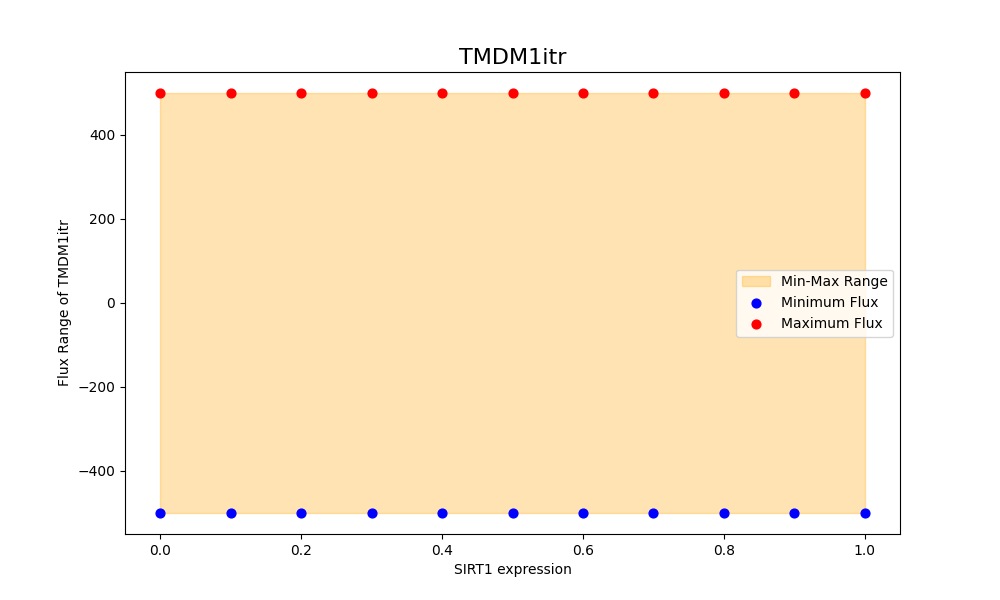 TMDM1itr
Flux Range of TMDM1itr
400
200
0
−200
−400
Min-Max Range
Minimum Flux
Maximum Flux
0.0 0.2 0.4 0.6 0.8 1.0
SIRT1 expression